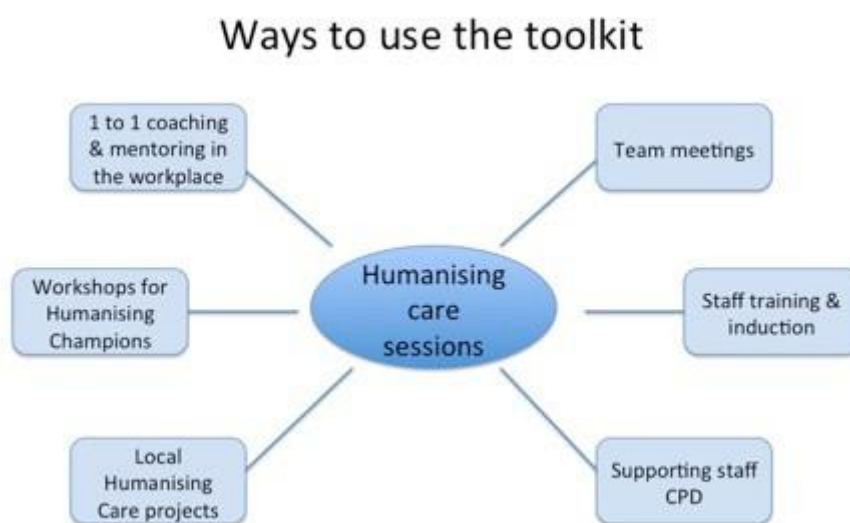 Ways to use the toolkit
1 to 1 coaching
& mentoring in
the workplace
Team meetings
Humanising
care
sessions
Workshops for
Humanising
Champions
Staff training &
induction
Local
Humanising
Care projects
Supporting staff
CPD